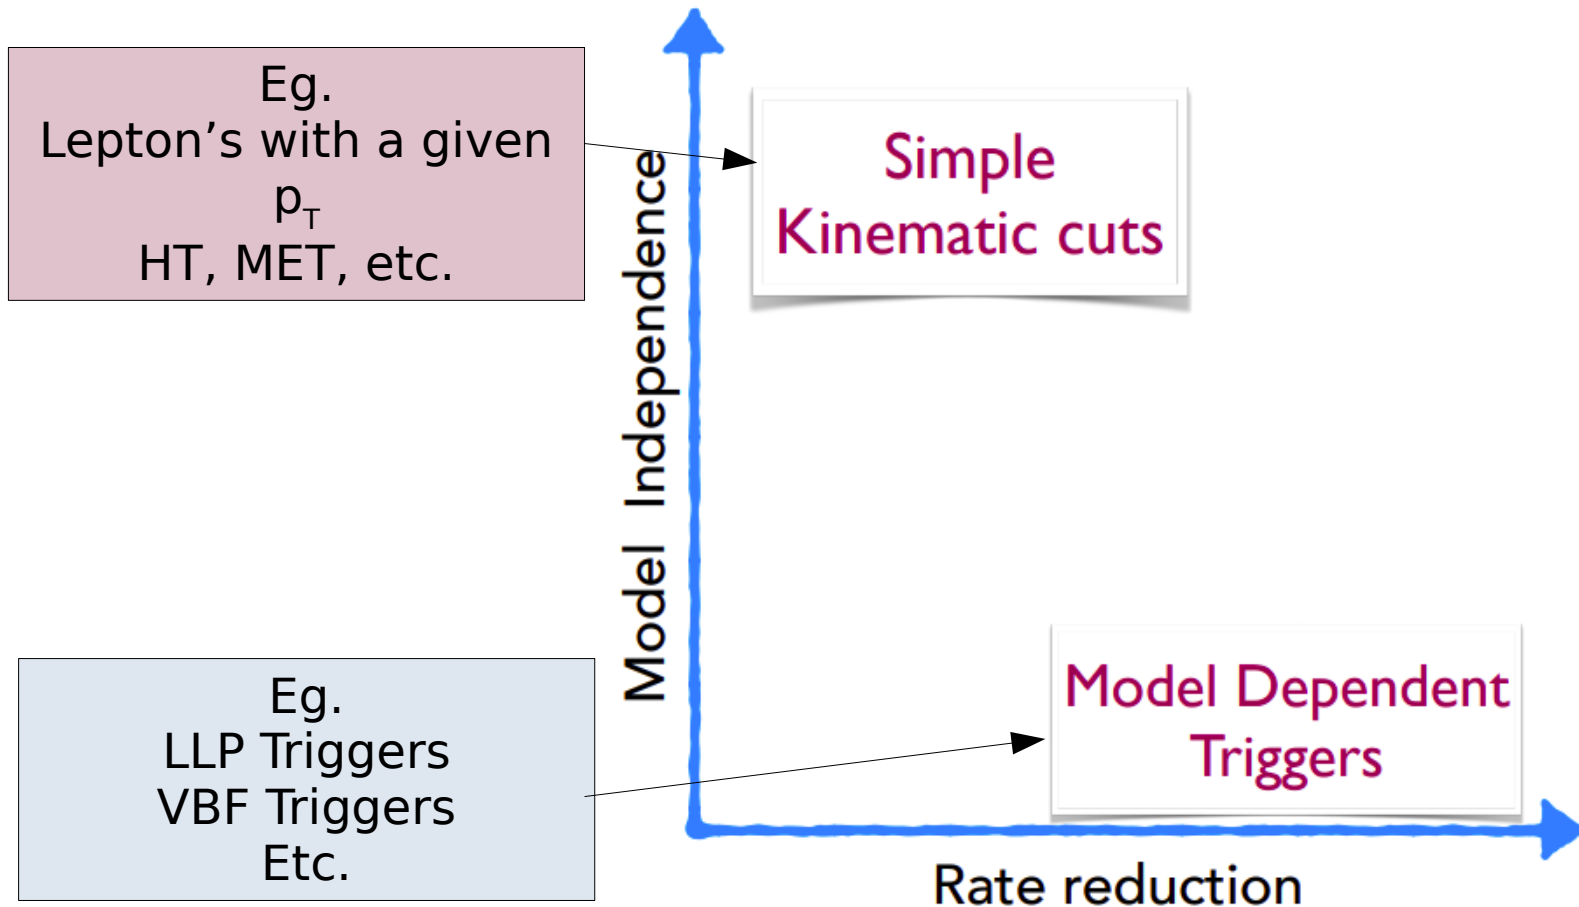 Eg.
Lepton’s with a given
pT
HT, MET, etc.
Simple
Kinematic cuts
Model Independence
Eg.
LLP Triggers
VBF Triggers
Etc.
Model Dependent
Triggers
Rate reduction